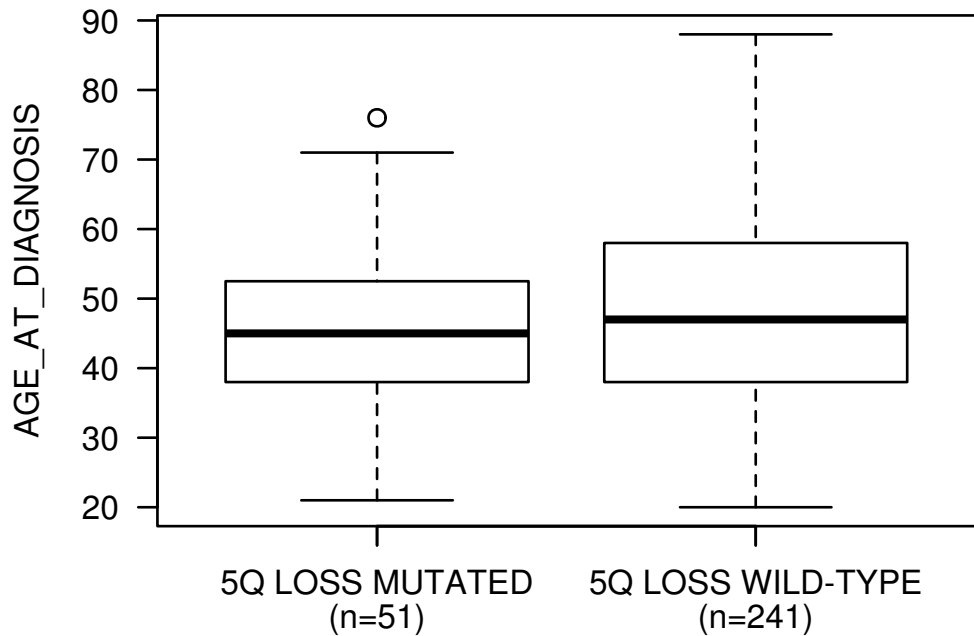 AGE_AT_DIAGNOSIS
90
80
70
60
50
40
30
20
5Q LOSS MUTATED
(n=51)
5Q LOSS WILD-TYPE
(n=241)